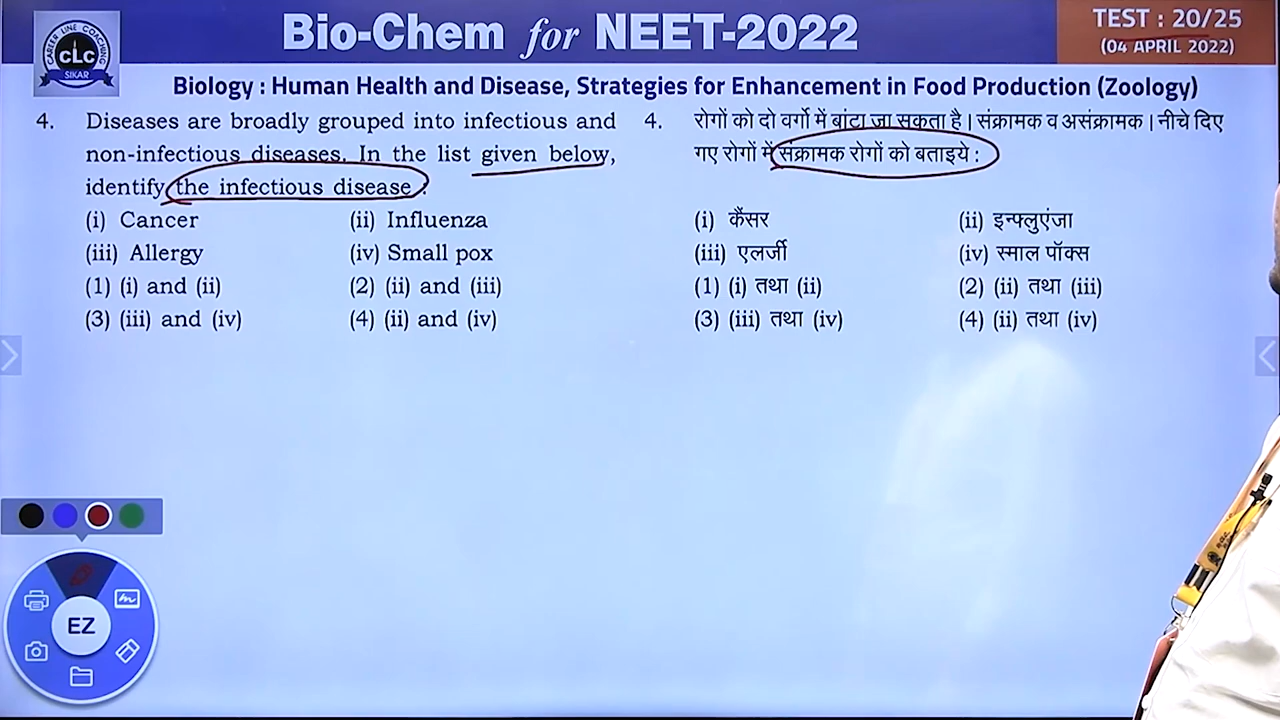 CAREER LINE COACHING
CLC
SIKAR
Bio-Chem for NEET-2022
TEST : 20/25
(04 APRIL 2022)
Biology : Human Health and Disease, Strategies for Enhancement in Food Production (Zoology)
4. Diseases are broadly grouped into infectious and
non-infectious diseases. In the list given below,
identify the infectious disease :
(i) Cancer (ii) Influenza
(iii) Allergy (iv) Small pox
(1) (i) and (ii) (2) (ii) and (iii)
(3) (iii) and (iv) (4) (ii) and (iv)
4. रोगों को दो वर्गो में बांटा जा सकता है। संक्रामक व असंक्रामक। नीचे दिए
गए रोगों में संक्रामक रोगों को बताइये :
(i) कैंसर (ii) इन्फ्लुएंजा
(iii) एलर्जी (iv) स्माल पॉक्स
(1) (i) तथा (ii) (2) (ii) तथा (iii)
(3) (iii) तथा (iv) (4) (ii) तथा (iv)
EZ